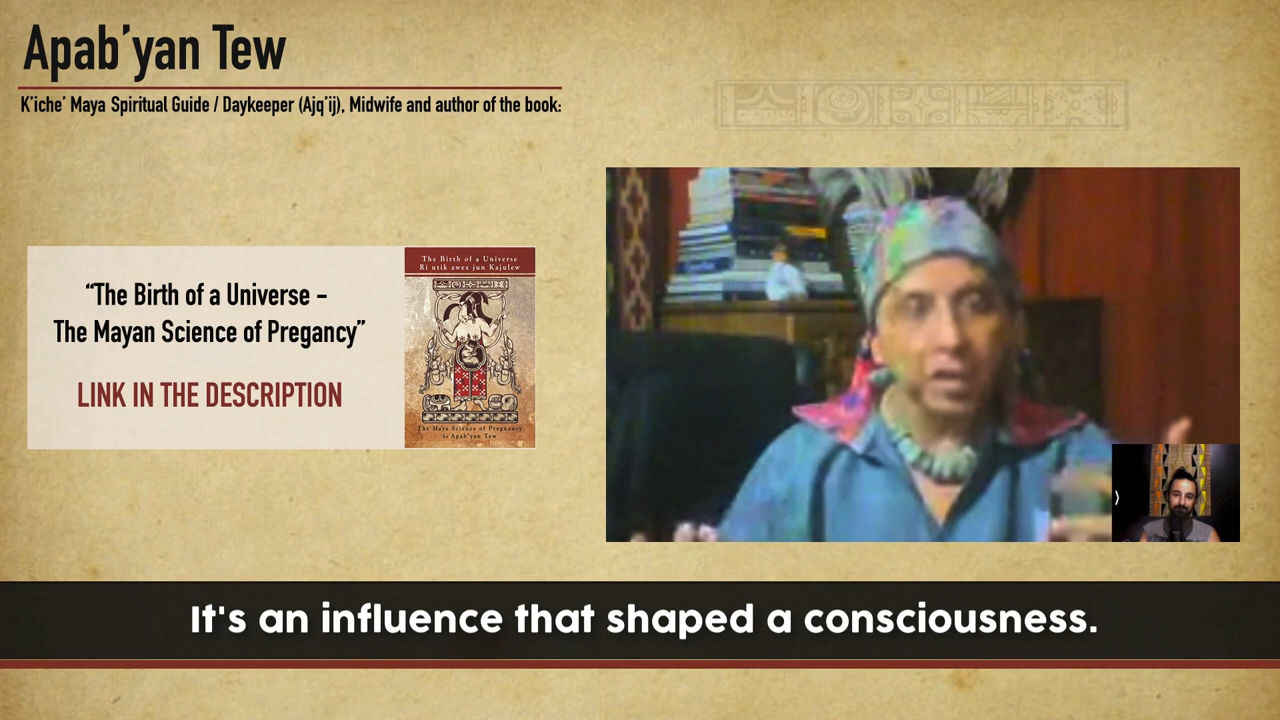 Apab’yan Tew
K’iche’ Maya Spiritual Guide / Daykeeper (Ajq’ij), Midwife and author of the book:
“The Birth of a Universe –
The Mayan Science of Pregancy”
LINK IN THE DESCRIPTION
The Birth of a Universe
Ri utik awex jun Kajulew
The Maya Science of Pregnancy
by Apab’yan Tew
It's an influence that shaped a consciousness.